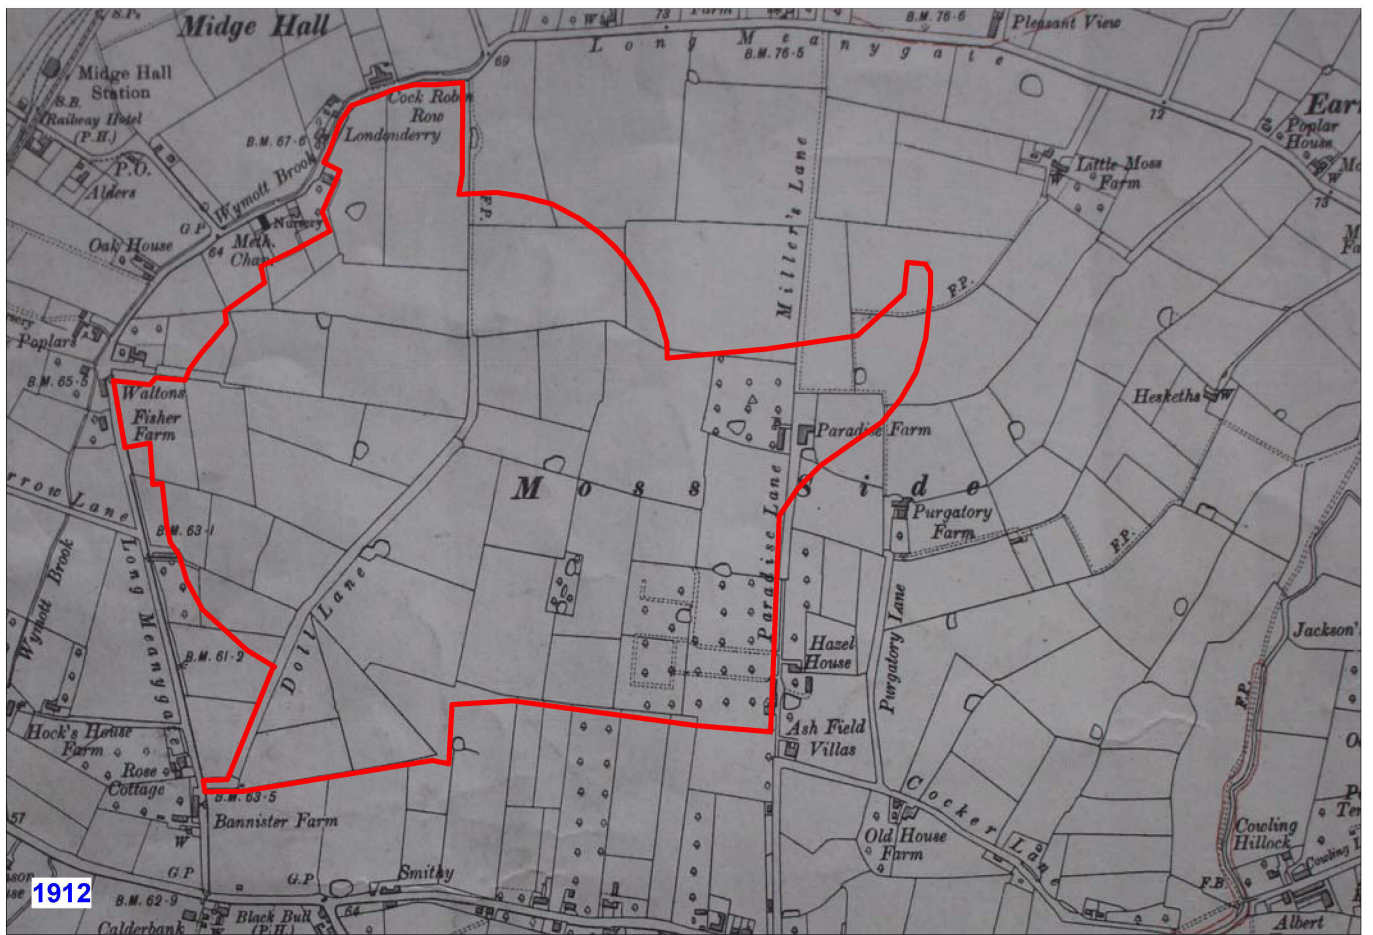 S.P.s
Midge Hall
W
73
Farm
B.M. 76·6
Pleasant View
Long Meanygate
B.M. 76·5
69
Midge Hall
Station
S.B.
Railway Hotel
(P.H.)
Cock Robin
Row
Londonderry
B.M. 67·6
72
Poplar
House
Little Moss
Farm
W
W
73
P.O.
Alders
Wymott Brook
G.P
64
Nursery
Meth.
Chap.
Oak House
F.P.
Miller's Lane
F.P.
Poplars
B.M. 65·5
Waltons
Fisher
Farm
Heskeths
W
Paradise Farm
Moss Side
Purgatory
Farm
F.P.
B.M. 63·1
Long Meanygate
Wymott Brook
Doll Lane
Paradise Lane
Purgatory Lane
Hazel
House
Jackson's
B.M. 61·2
F.P.
Hock's House
Farm
Ash Field
Villas
Rose
Cottage
B.M. 63·5
Bannister Farm
W
Cocker Lane
Old House
Farm
Cowling
Hillock
57
G.P
G.P
Smithy
F.B.
1912
B.M. 62·9
Calderbank
Black Bull
(P.H.)
64
Albert